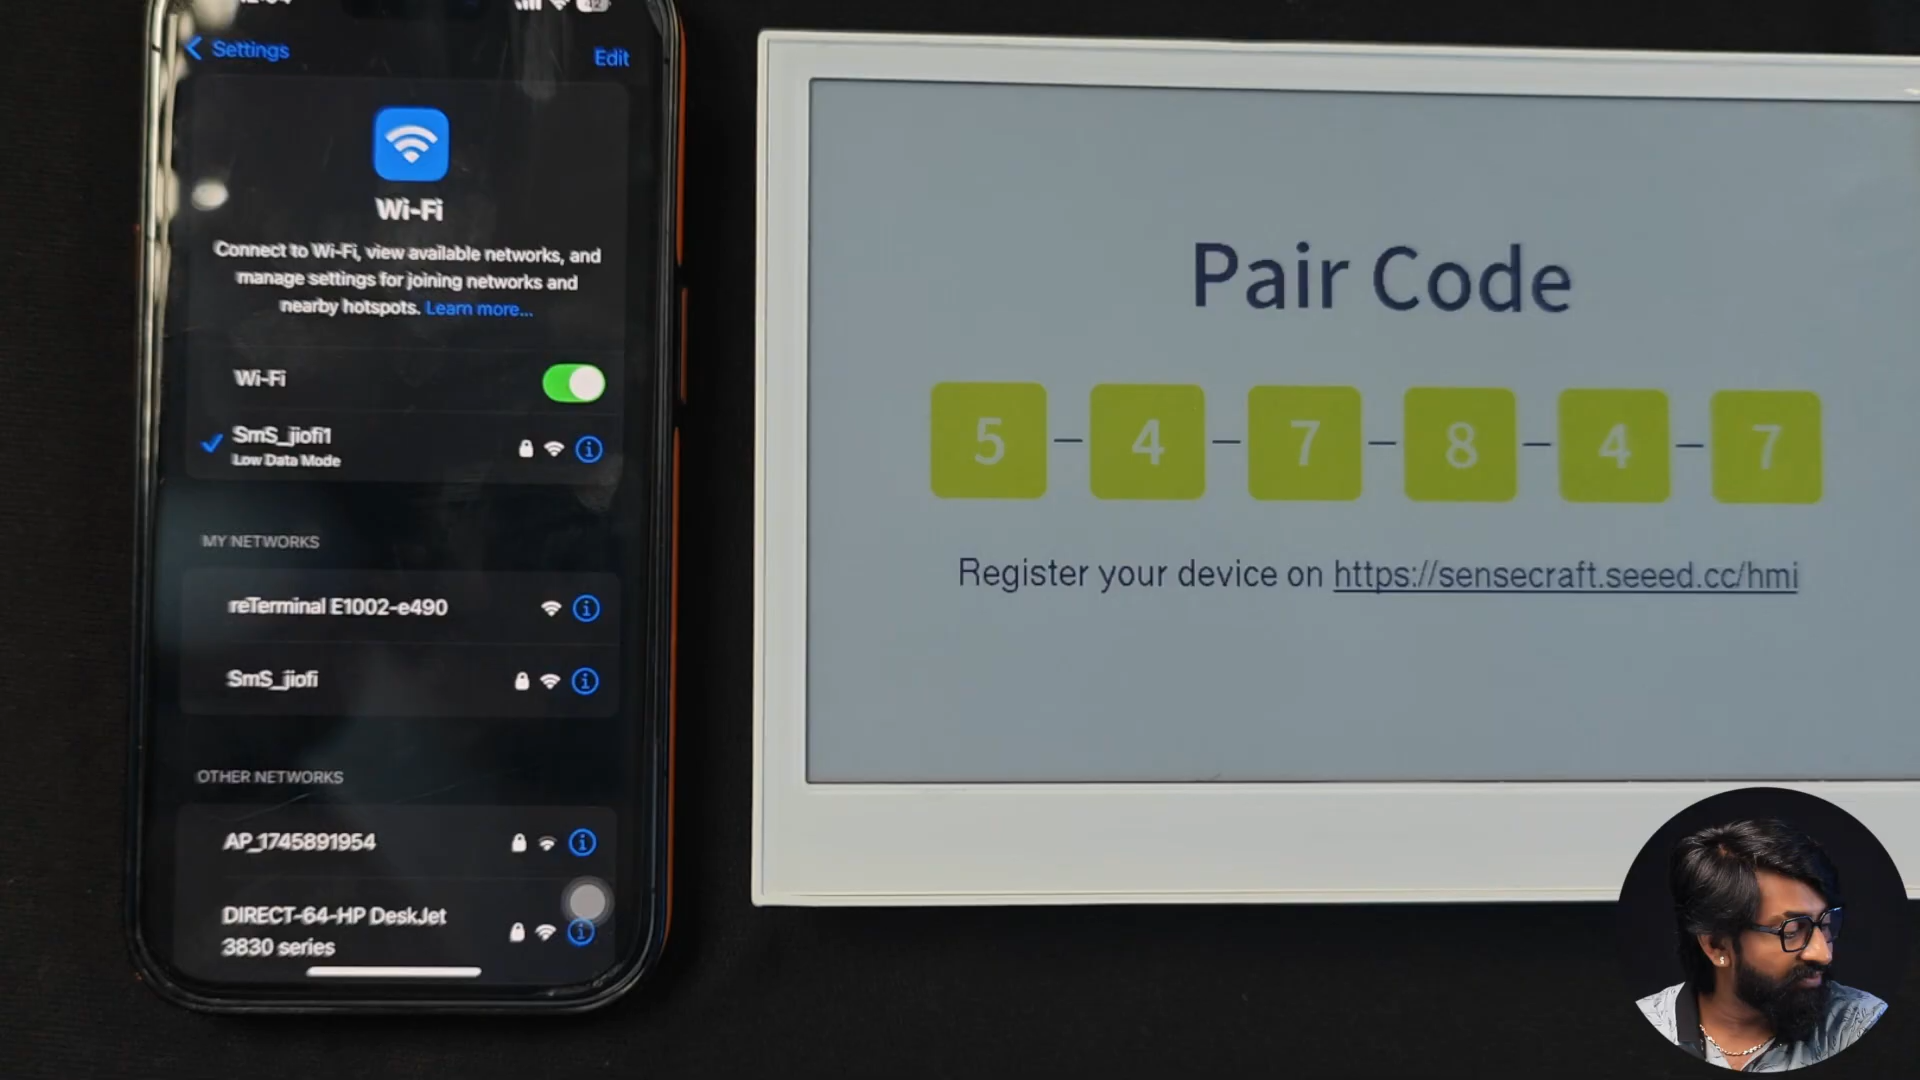 Settings
Edit
Wi-Fi
Connect to Wi-Fi, view available networks, and
manage settings for joining networks and
nearby hotspots. Learn more...
Wi-Fi
SmS_jiofi1
Low Data Mode
MY NETWORKS
reTerminal E1002-e490
SmS_jiofi
OTHER NETWORKS
AP_1745891954
DIRECT-64-HP DeskJet
3830 series
Pair Code
5 – 4 – 7 – 8 – 4 – 7
Register your device on https://sensecraft.seeed.cc/hmi